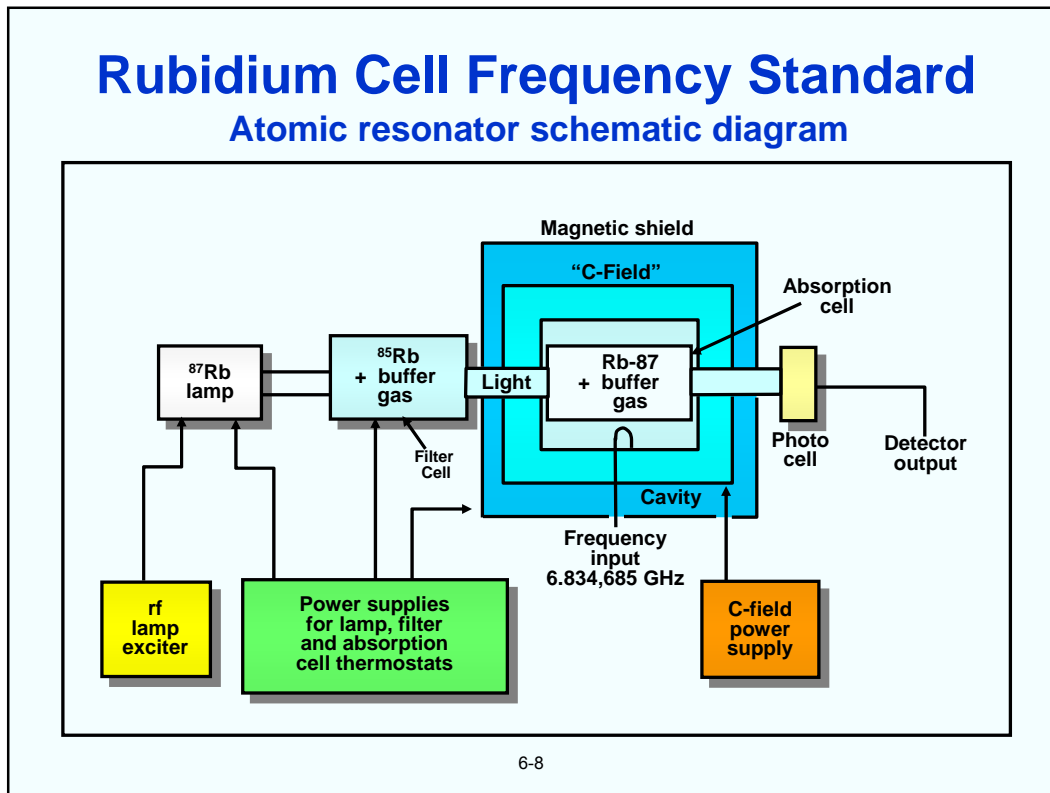 Rubidium Cell Frequency Standard
Atomic resonator schematic diagram
Magnetic shield
“C-Field”
Absorption
cell
87Rb
lamp
85Rb
+ buffer
gas
Light
Rb-87
+ buffer
gas
Filter
Cell
Photo
cell
Detector
output
Cavity
Frequency
input
6.834,685 GHz
rf
lamp
exciter
Power supplies
for lamp, filter
and absorption
cell thermostats
C-field
power
supply
6-8